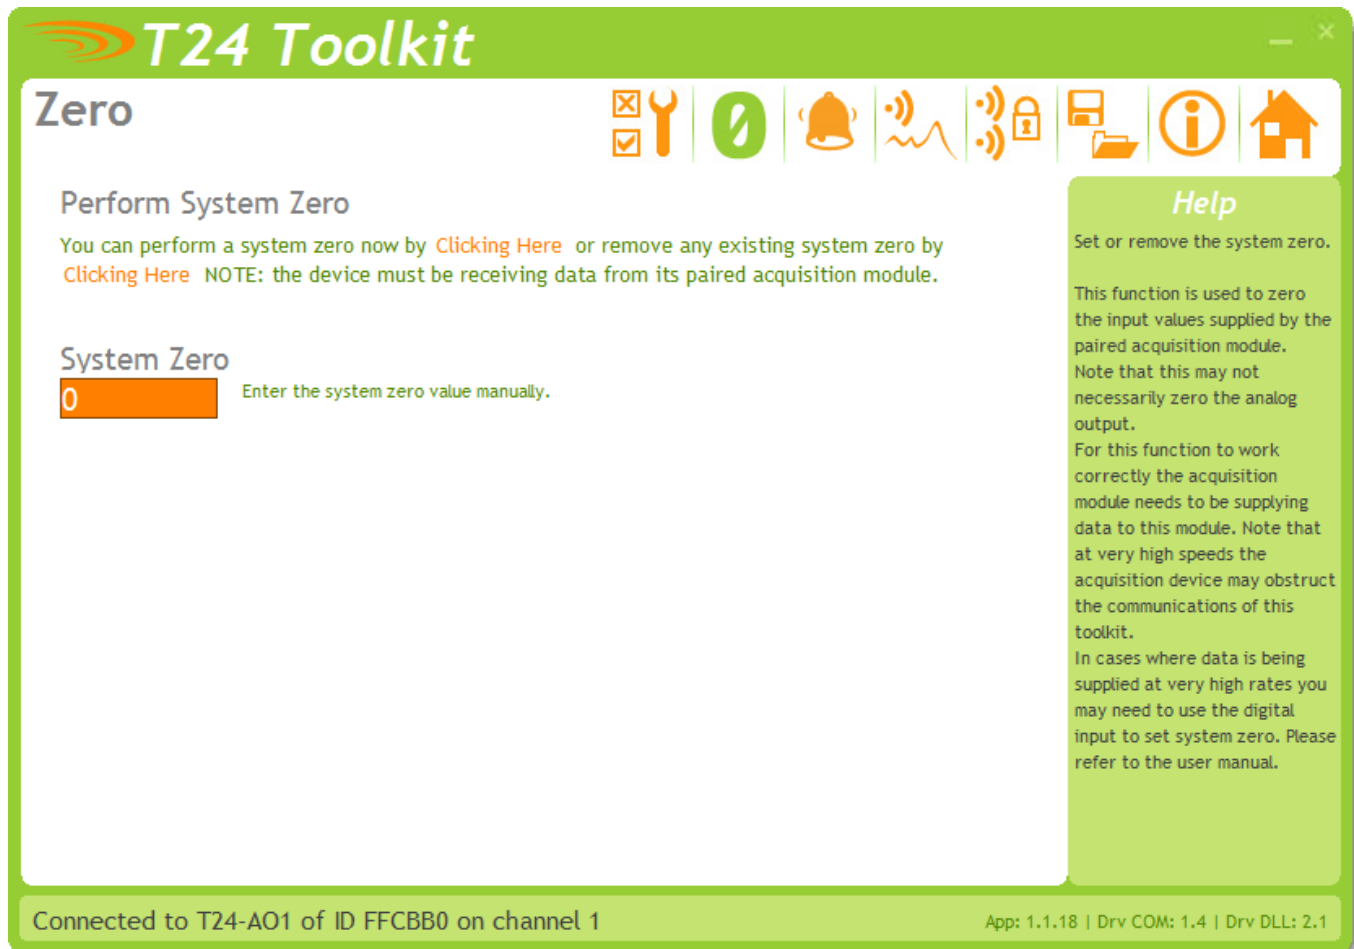 T24 Toolkit
Zero
0
Perform System Zero
You can perform a system zero now by Clicking Here or remove any existing system zero by
Clicking Here NOTE: the device must be receiving data from its paired acquisition module.
System Zero
0
Enter the system zero value manually.
Help
Set or remove the system zero.
This function is used to zero
the input values supplied by the
paired acquisition module.
Note that this may not
necessarily zero the analog
output.
For this function to work
correctly the acquisition
module needs to be supplying
data to this module. Note that
at very high speeds the
acquisition device may obstruct
the communications of this
toolkit.
In cases where data is being
supplied at very high rates you
may need to use the digital
input to set system zero. Please
refer to the user manual.
Connected to T24-AO1 of ID FFCBB0 on channel 1
App: 1.1.18 | Drv COM: 1.4 | Drv DLL: 2.1